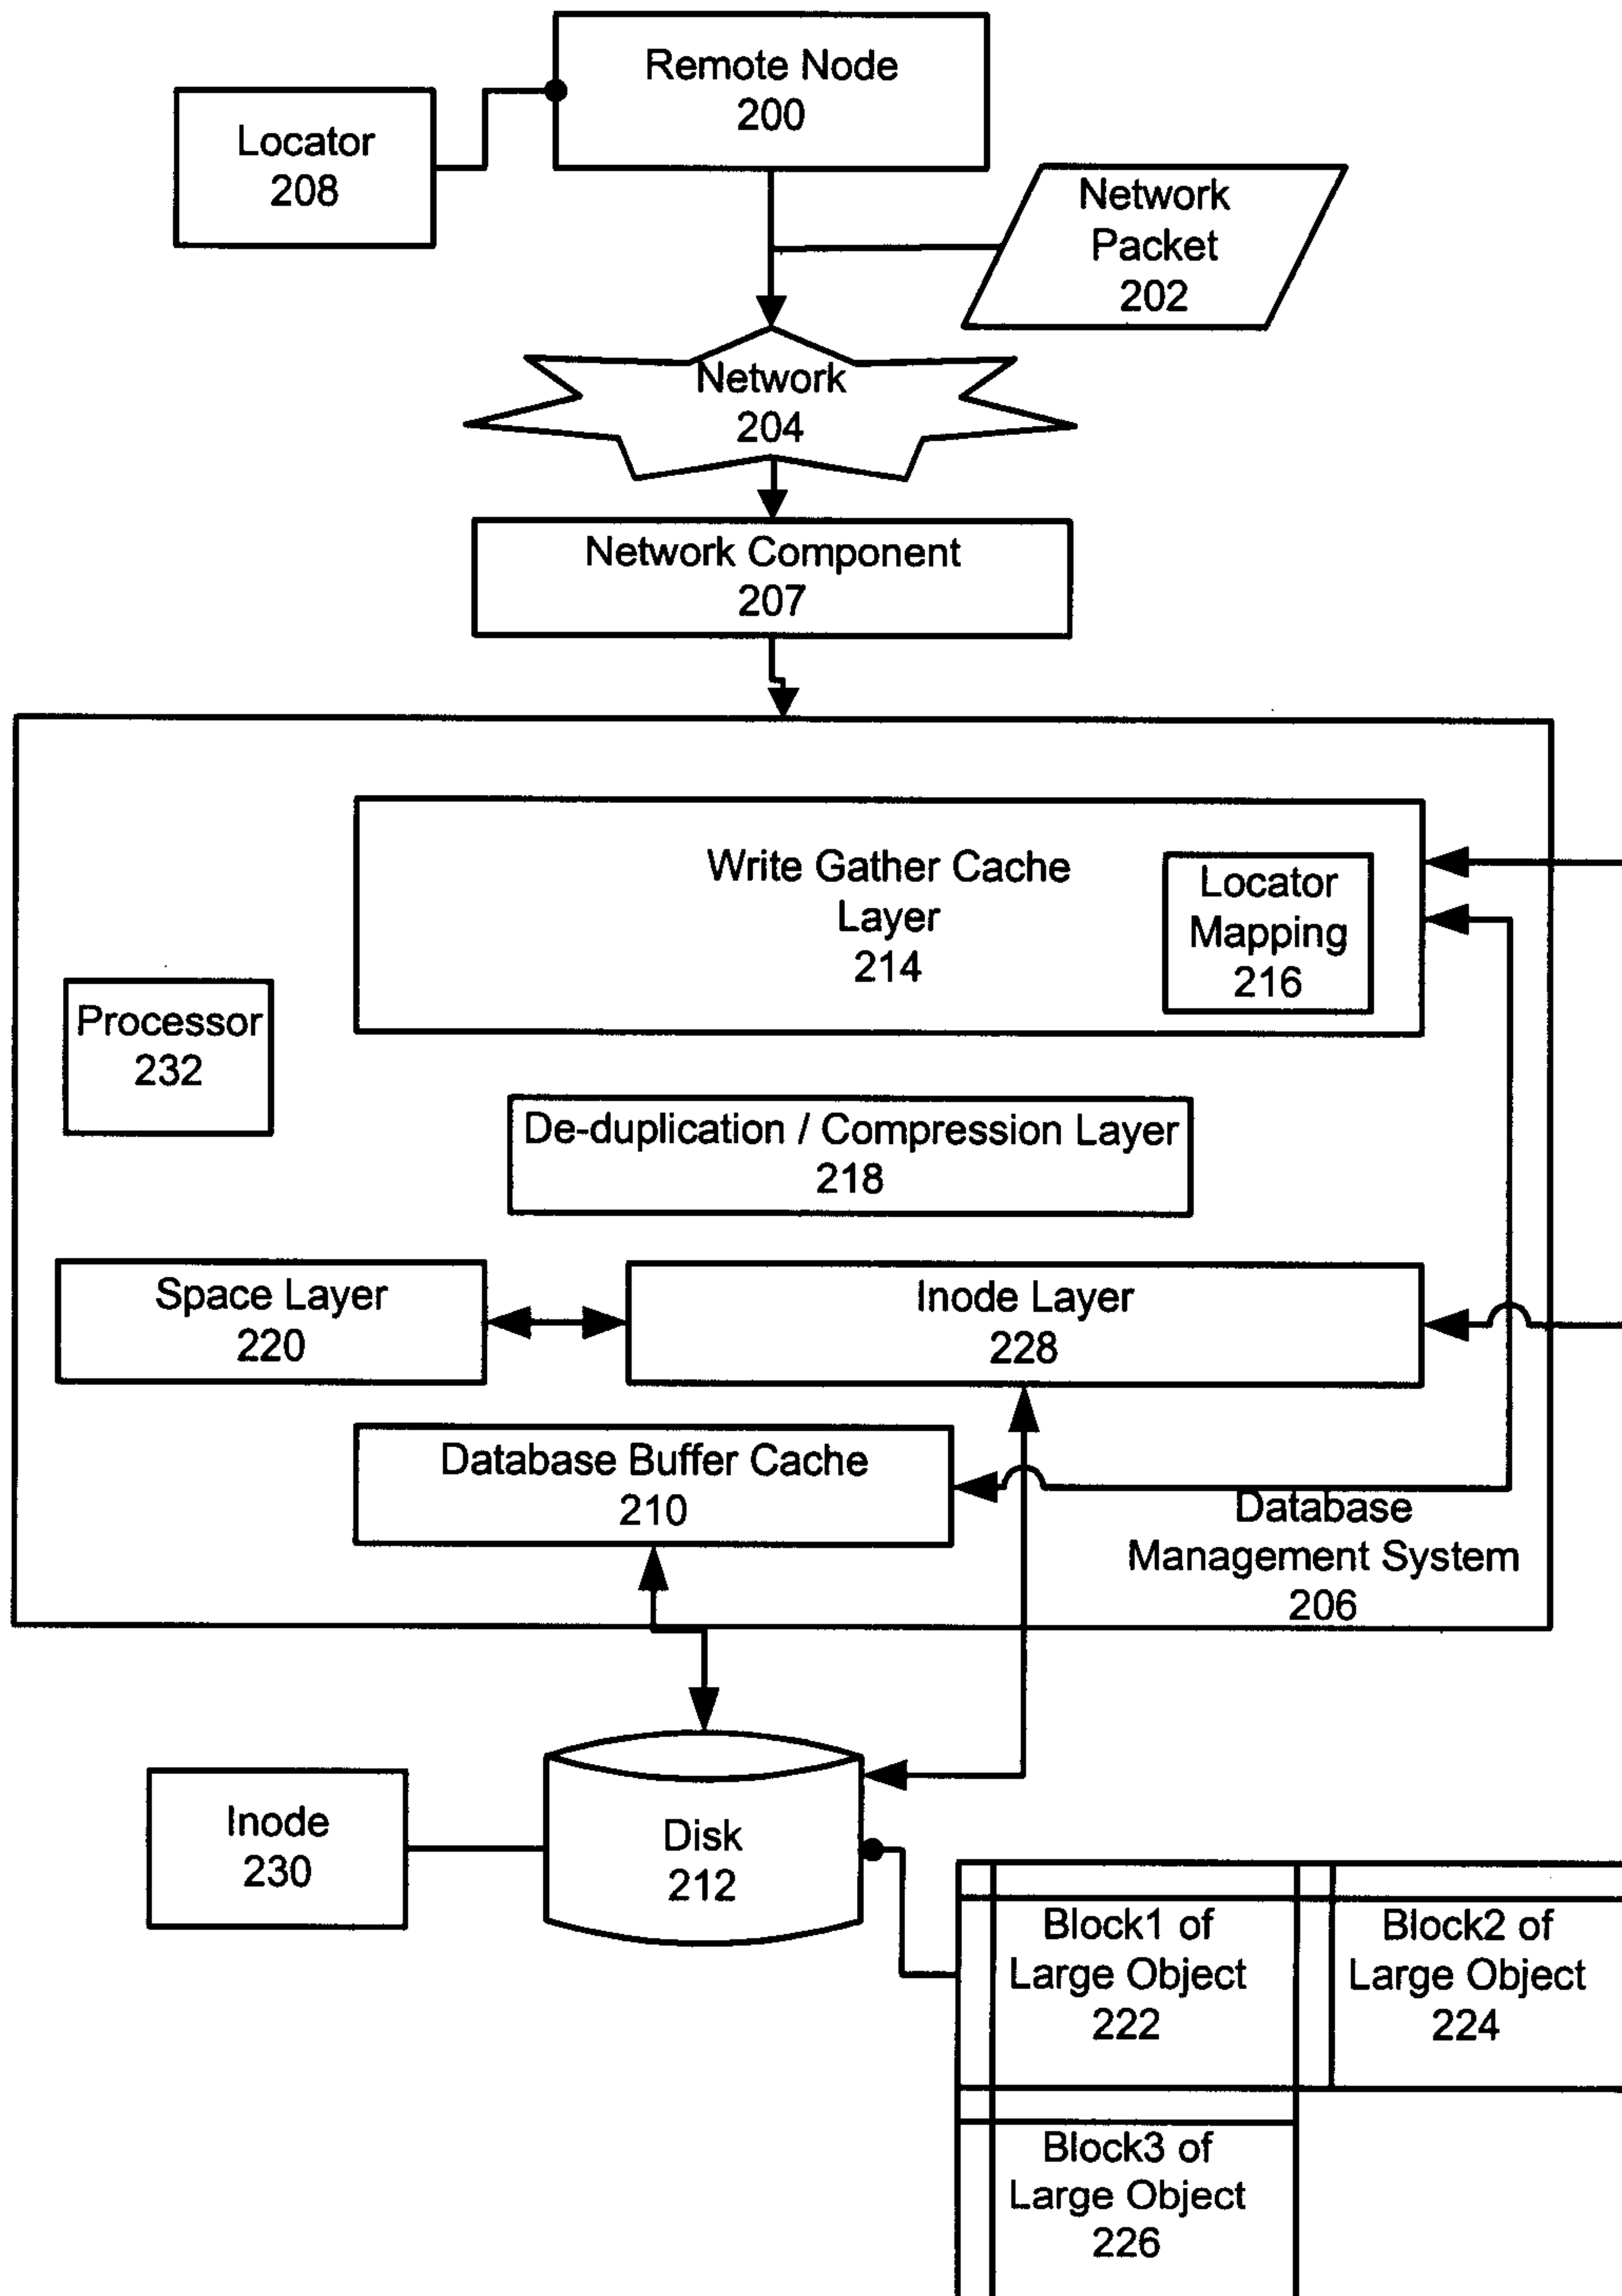 Remote Node
200
Locator
208
Network
Packet
202
Network
204
Network Component
207
Write Gather Cache
Layer
214
Locator
Mapping
216
Processor
232
De-duplication / Compression Layer
218
Space Layer
220
Inode Layer
228
Database Buffer Cache
210
Database
Management System
206
Inode
230
Disk
212
Block1 of
Large Object
222
Block2 of
Large Object
224
Block3 of
Large Object
226